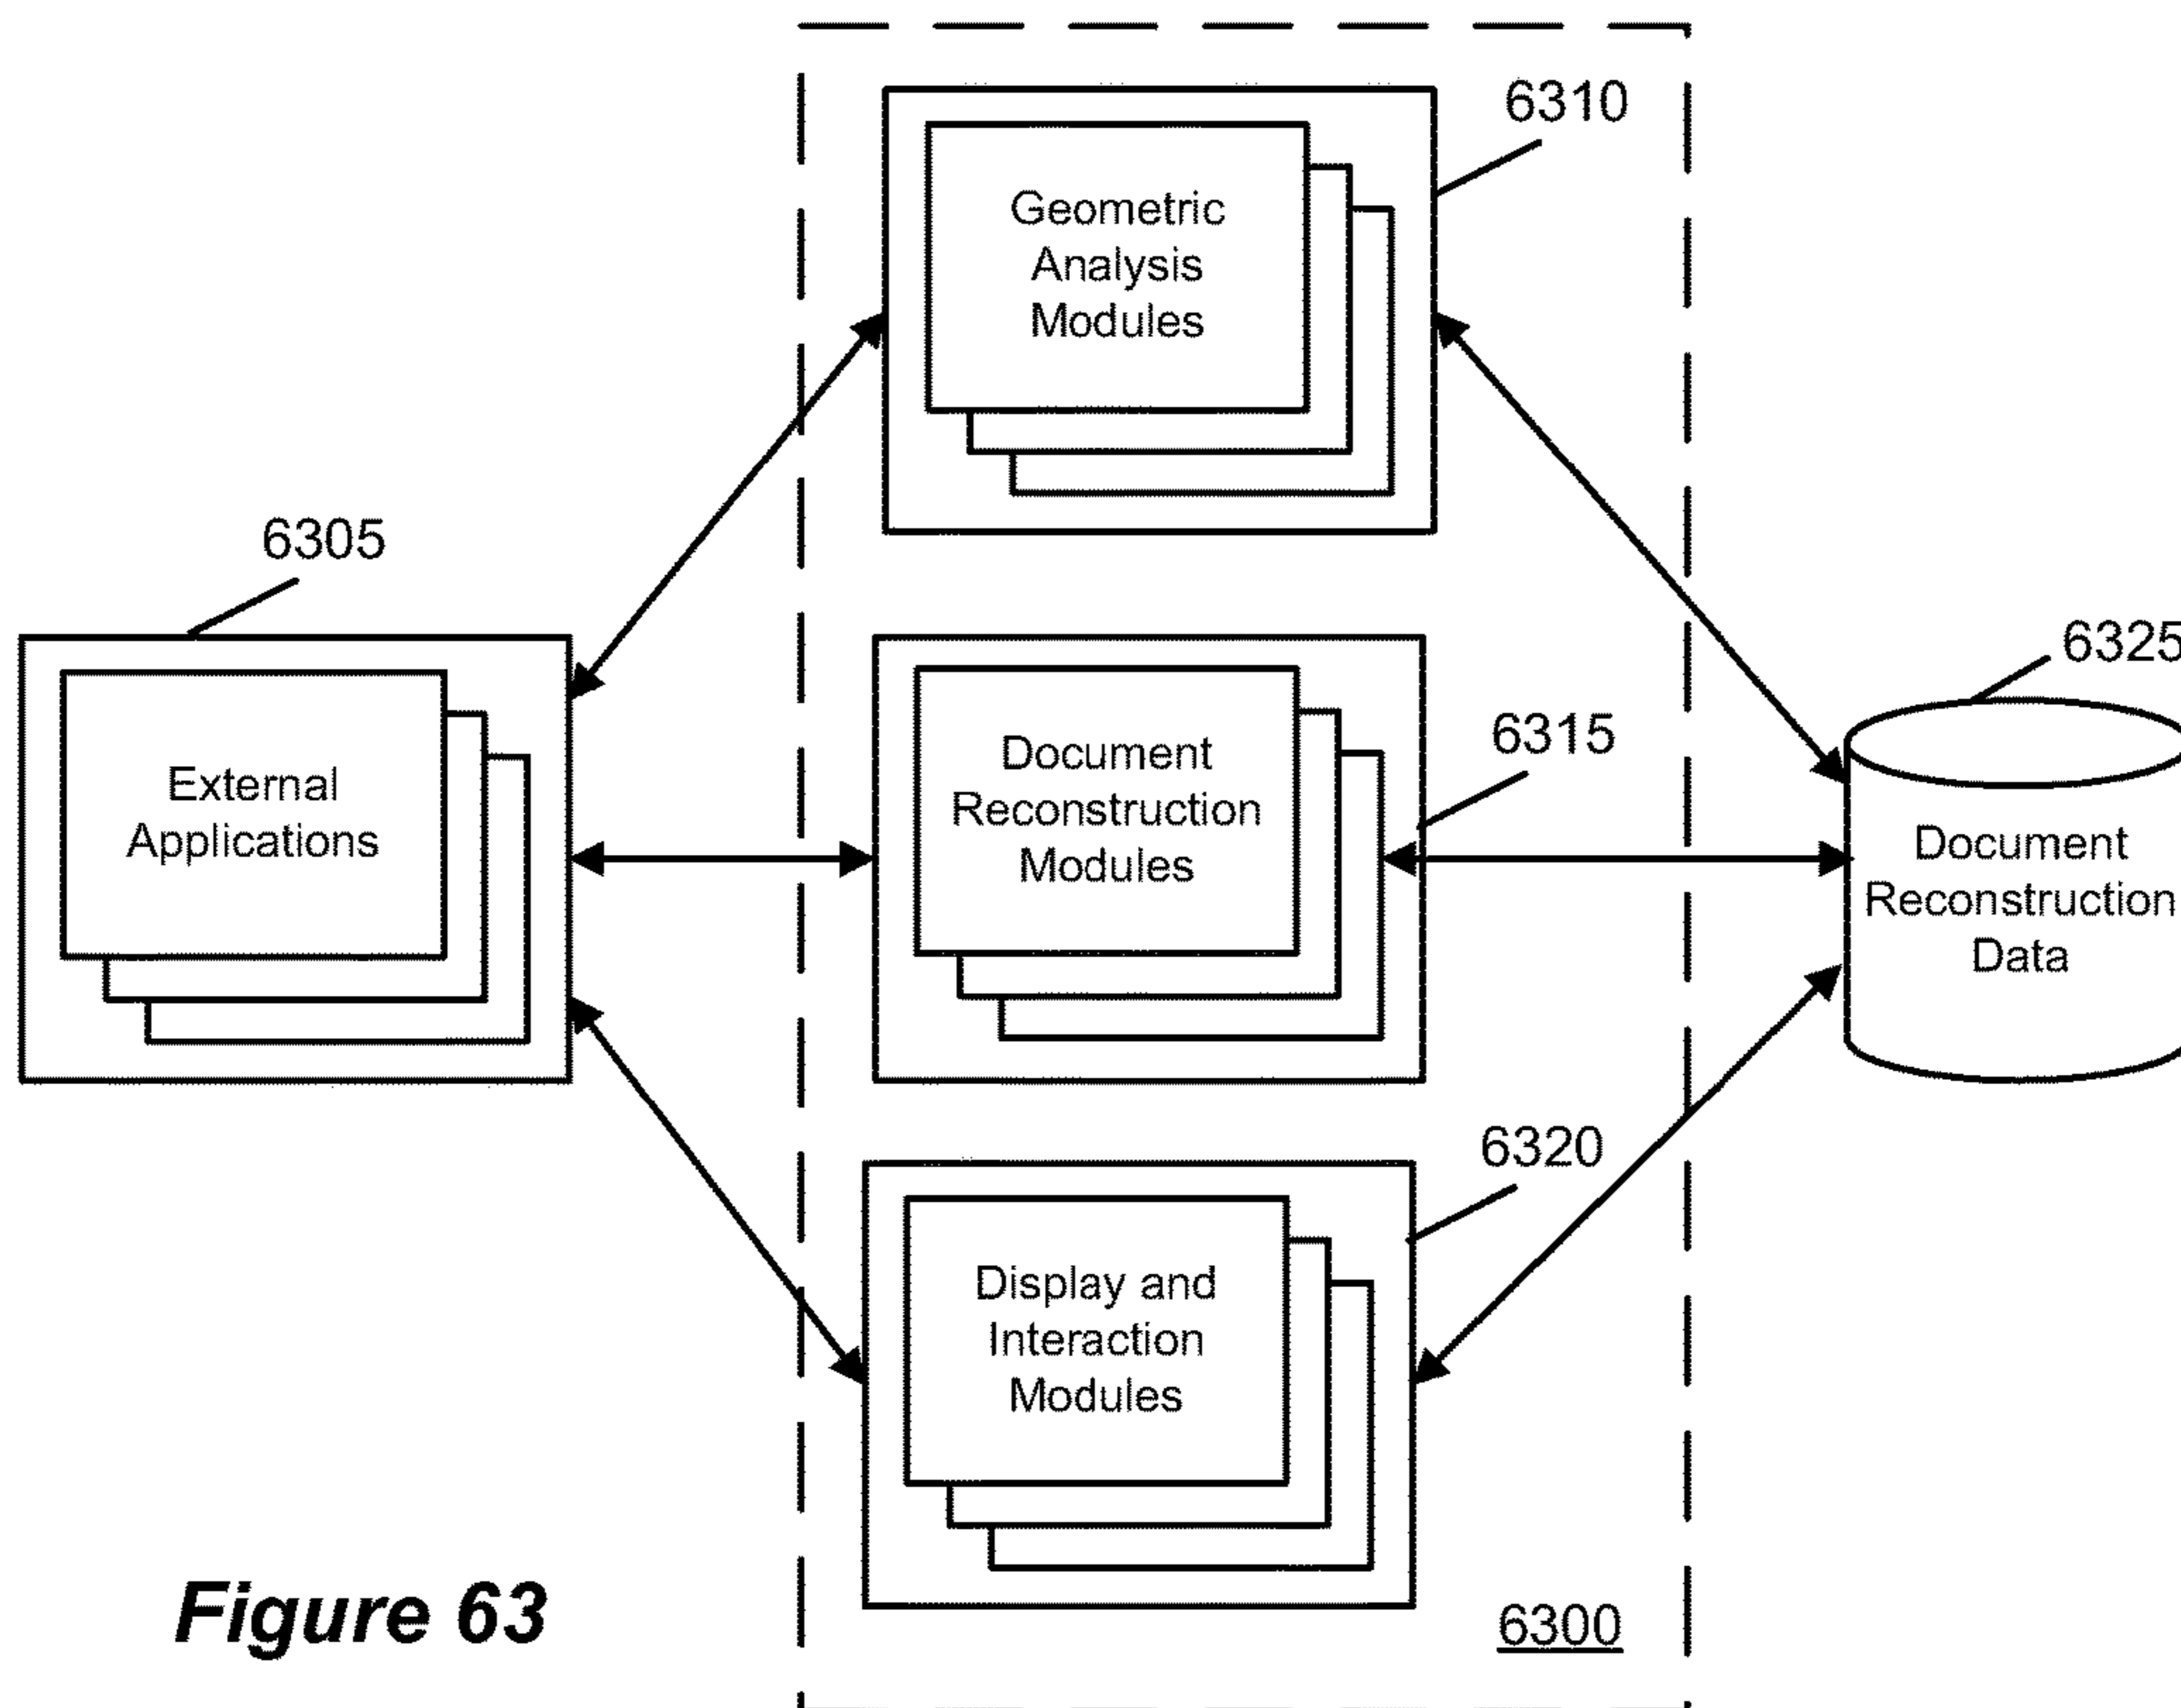 6310
Geometric
Analysis
Modules
6305
External
Applications
6315
Document
Reconstruction
Modules
6325
Document
Reconstruction
Data
6320
Display and
Interaction
Modules
6300
Figure 63